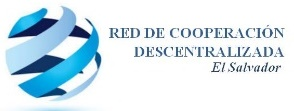 RED DE COOPERACIÓN
DESCENTRALIZADA
El Salvador